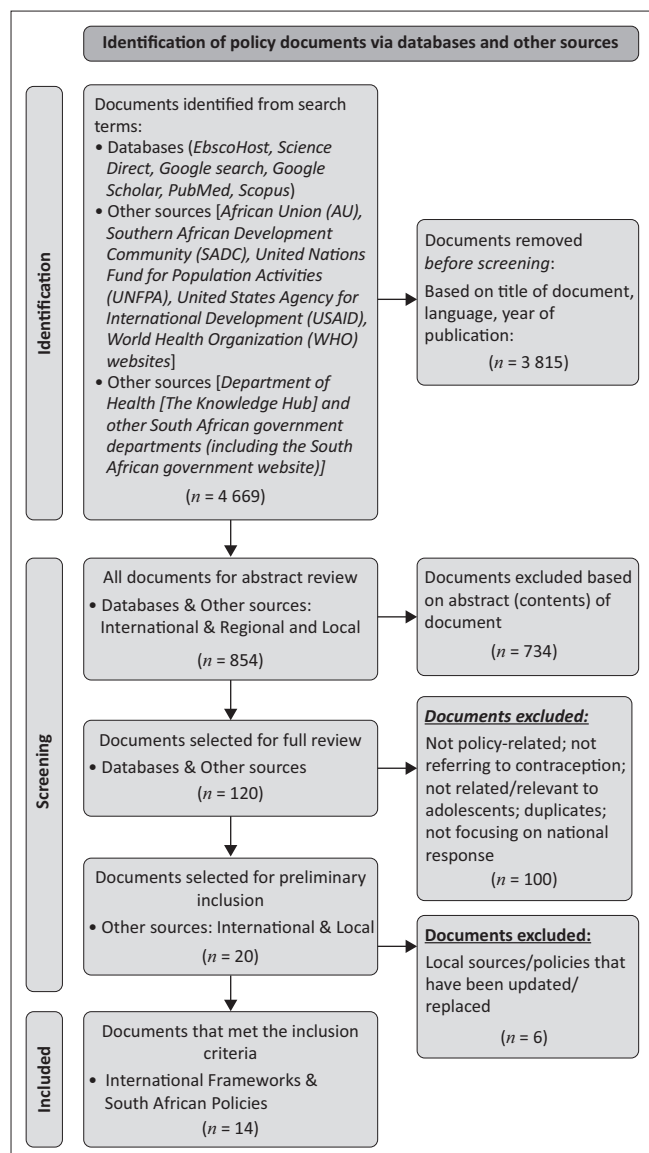 Identification of policy documents via databases and other sources
Identification
Documents identified from search
terms:
• Databases (EbscoHost, Science
Direct, Google search, Google
Scholar, PubMed, Scopus)
• Other sources [African Union (AU),
Southern African Development
Community (SADC), United Nations
Fund for Population Activities
(UNFPA), United States Agency for
International Development (USAID),
World Health Organization (WHO)
websites]
• Other sources [Department of
Health [The Knowledge Hub] and
other South African government
departments (including the South
African government website)]
(n = 4 669)
Documents removed
before screening:
Based on title of document,
language, year of
publication:
(n = 3 815)
Screening
All documents for abstract review
• Databases & Other sources:
International & Regional and Local
(n = 854)
Documents excluded based
on abstract (contents) of
document
(n = 734)
Documents selected for full review
• Databases & Other sources
(n = 120)
Documents excluded:
Not policy-related; not
referring to contraception;
not related/relevant to
adolescents; duplicates;
not focusing on national
response
(n = 100)
Documents selected for preliminary
inclusion
• Other sources: International & Local
(n = 20)
Documents excluded:
Local sources/policies that
have been updated/
replaced
(n = 6)
Included
Documents that met the inclusion
criteria
• International Frameworks &
South African Policies
(n = 14)